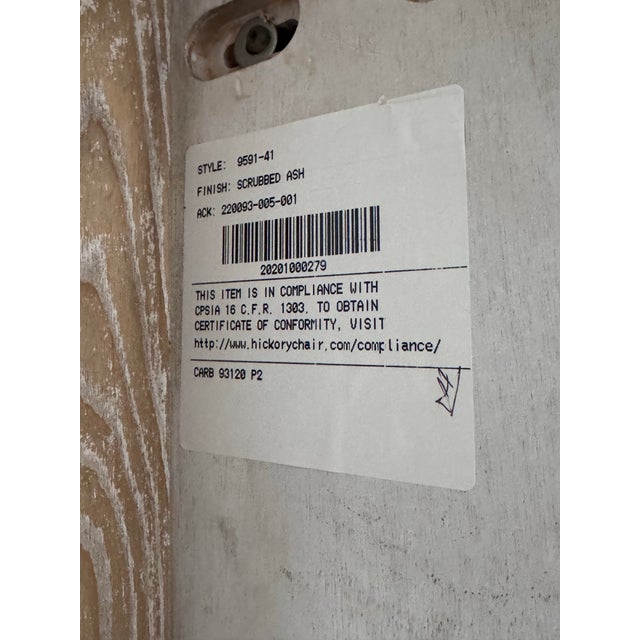 STYLE: 9591-41
FINISH: SCRUBBED ASH
ACK: 220093-005-001
20201000279
THIS ITEM IS IN COMPLIANCE WITH
CPSIA 16 C.F.R. 1303. TO OBTAIN
CERTIFICATE OF CONFORMITY, VISIT
http://www.hickorychair.com/compliance/
CARB 93120 P2